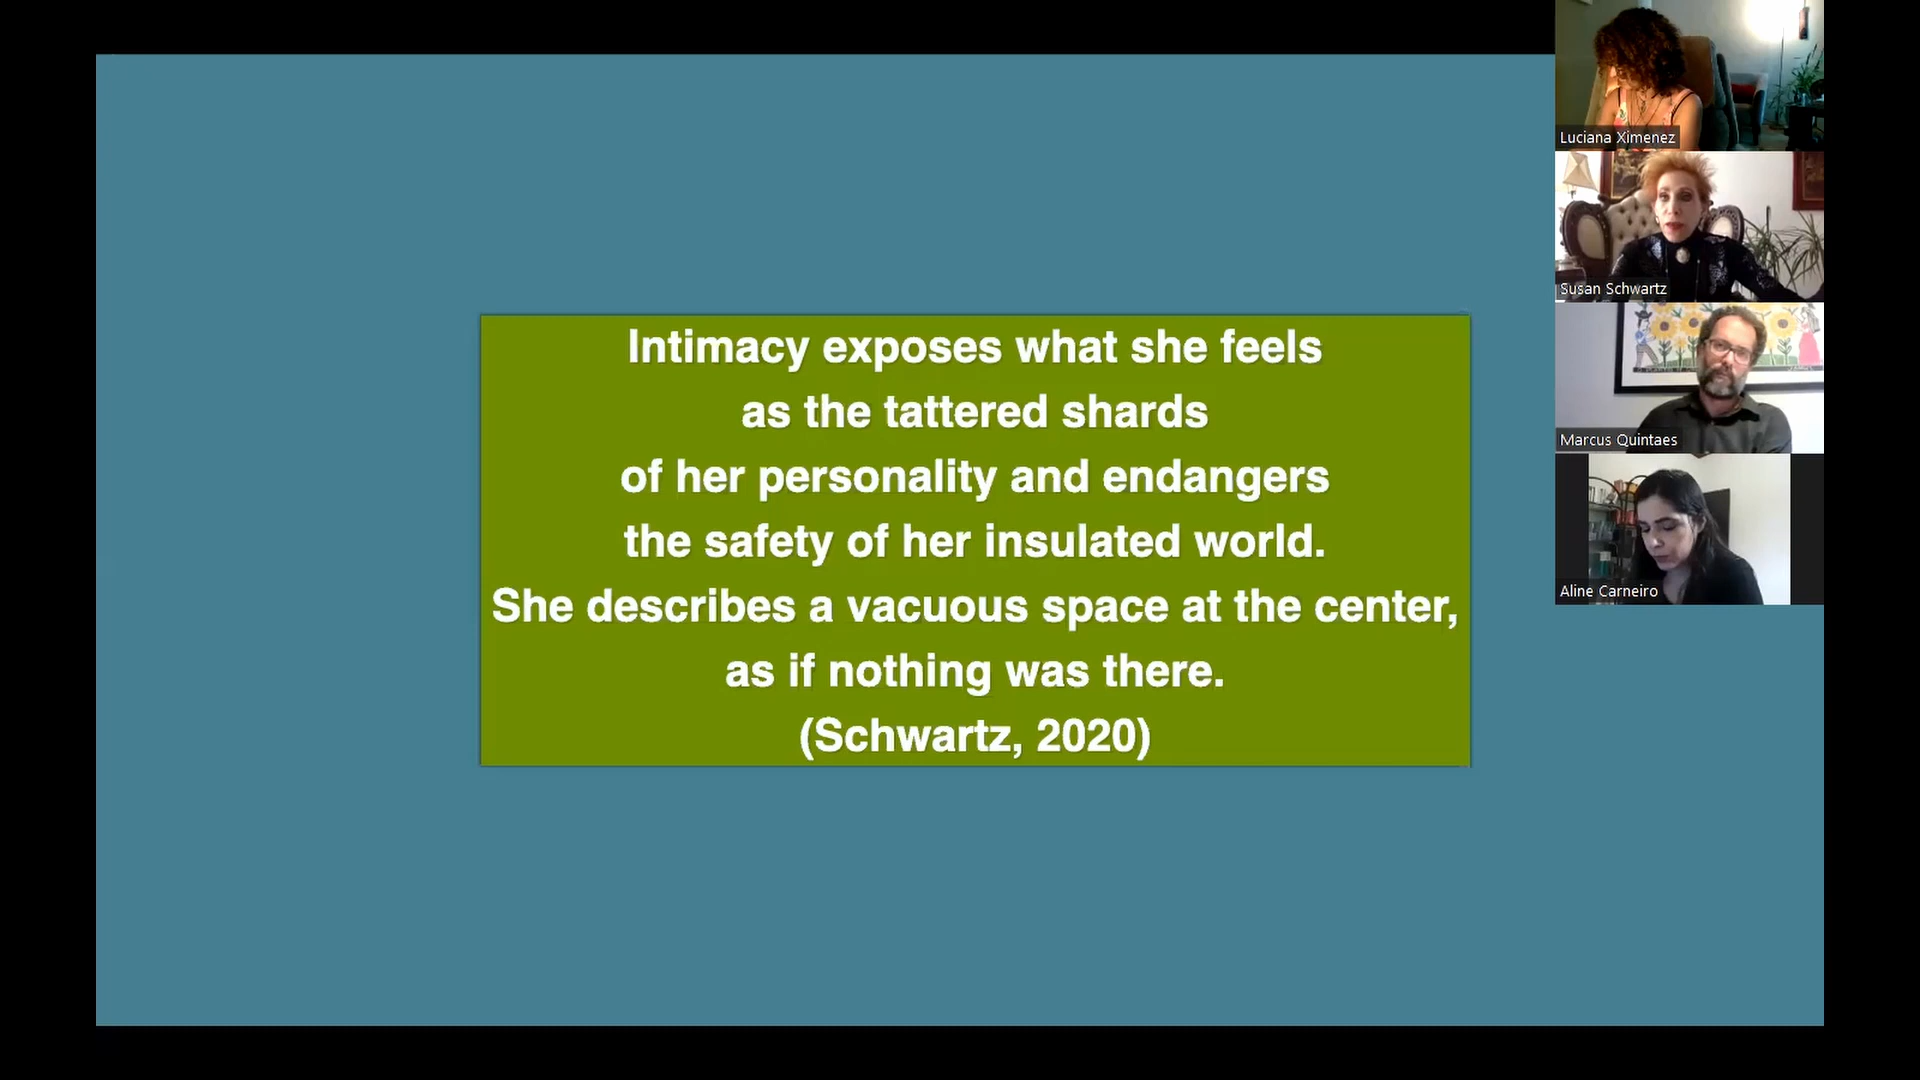 Intimacy exposes what she feels
as the tattered shards
of her personality and endangers
the safety of her insulated world.
She describes a vacuous space at the center,
as if nothing was there.
(Schwartz, 2020)
Luciana Ximenez
Susan Schwartz
Marcus Quintaes
Aline Carneiro